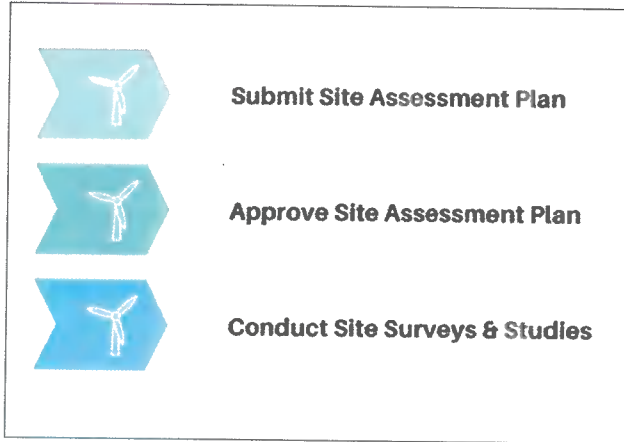 Submit Site Assessment Plan
Approve Site Assessment Plan
Conduct Site Surveys & Studies